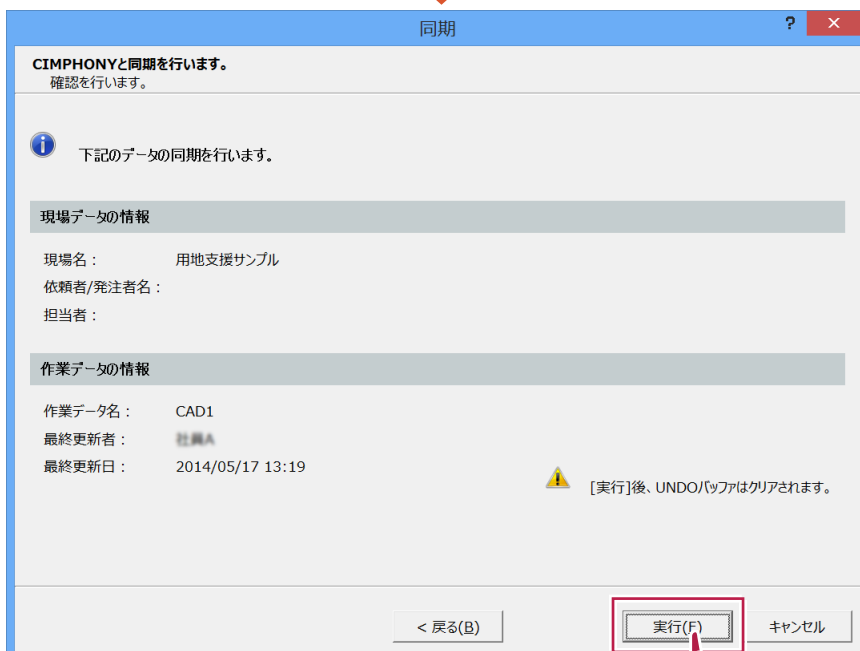 同期
?
CIMPHONYと同期を行います。
確認を行います。
下記のデータの同期を行います。
現場データの情報
現場名: 用地支援サンプル
依頼者/発注者名:
担当者:
作業データの情報
作業データ名: CAD1
最終更新者: 社員A
最終更新日: 2014/05/17 13:19
[実行]後、UNDOバッファはクリアされます。
< 戻る(B)
実行(F)
キャンセル